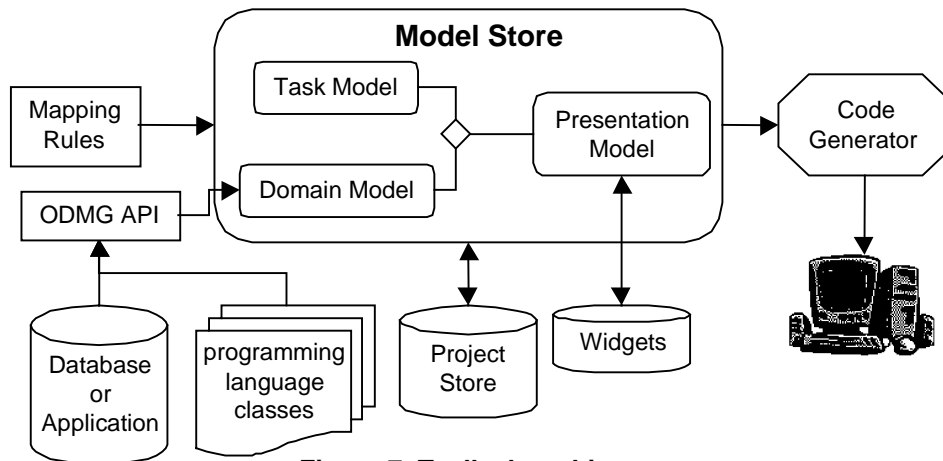 Model Store
Task Model
Mapping
Rules
Presentation
Model
Code
Generator
Domain Model
ODMG API
Database
or
Application
programming
language
classes
Project
Store
Widgets